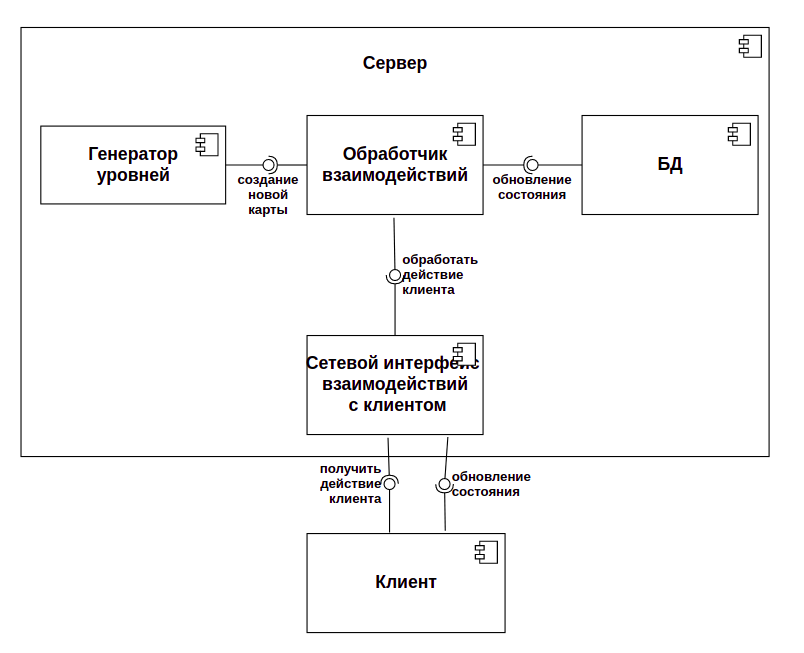 Сервер
Генератор
уровней
создание
новой
карты
Обработчик
взаимодействий
обновление
состояния
БД
обработать
действие
клиента
Сетевой интерфейс
взаимодействий
с клиентом
получить
действие
клиента
обновление
состояния
Клиент